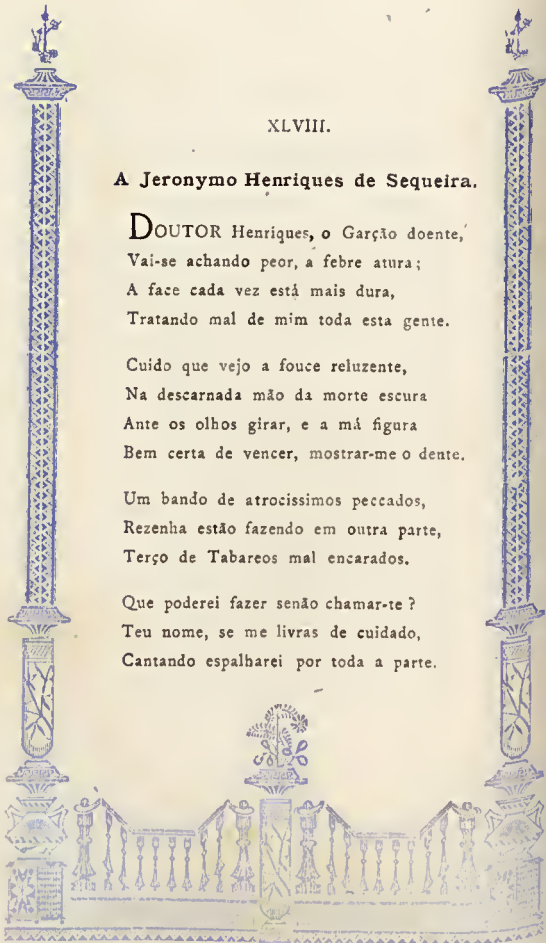 XLVIII.
A Jeronymo Henriques de Sequeira.
DOUTOR Henriques, o Garção doente,
Vai-se achando peor, a febre atura;
A face cada vez está mais dura,
Tratando mal de mim toda esta gente.
Cuido que vejo a fouce reluzente,
Na descarnada mão da morte escura
Ante os olhos girar, e a má figura
Bem certa de vencer, mostrar-me o dente.
Um bando de atrocissimos peccados,
Rezenha estão fazendo em outra parte,
Terço de Tabareos mal encarados.
Que poderei fazer senão chamar-te ?
Teu nome, se me livras de cuidado,
Cantando espalharei por toda a parte.